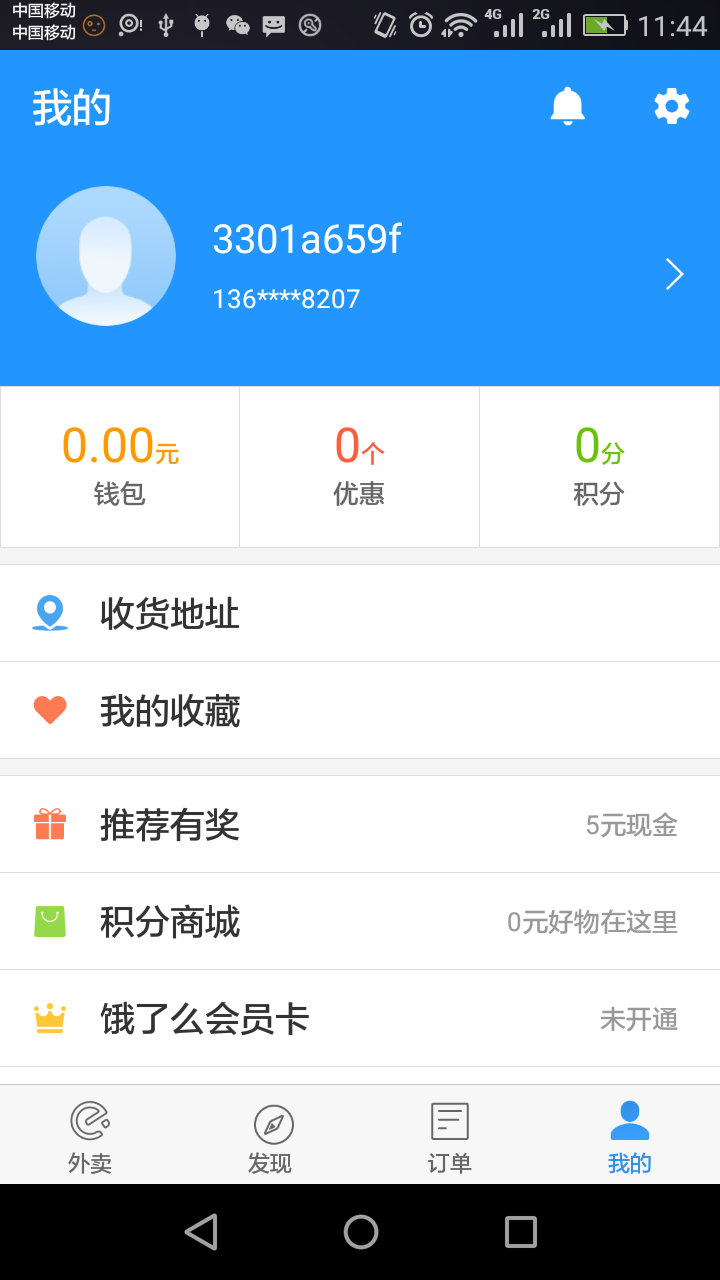 中国移动
中国移动
4G
2G
11:44
我的
3301a659f
136****8207
0.00元
钱包
0个
优惠
0分
积分
收货地址
我的收藏
推荐有奖
5元现金
积分商城
0元好物在这里
饿了么会员卡
未开通
外卖
发现
订单
我的